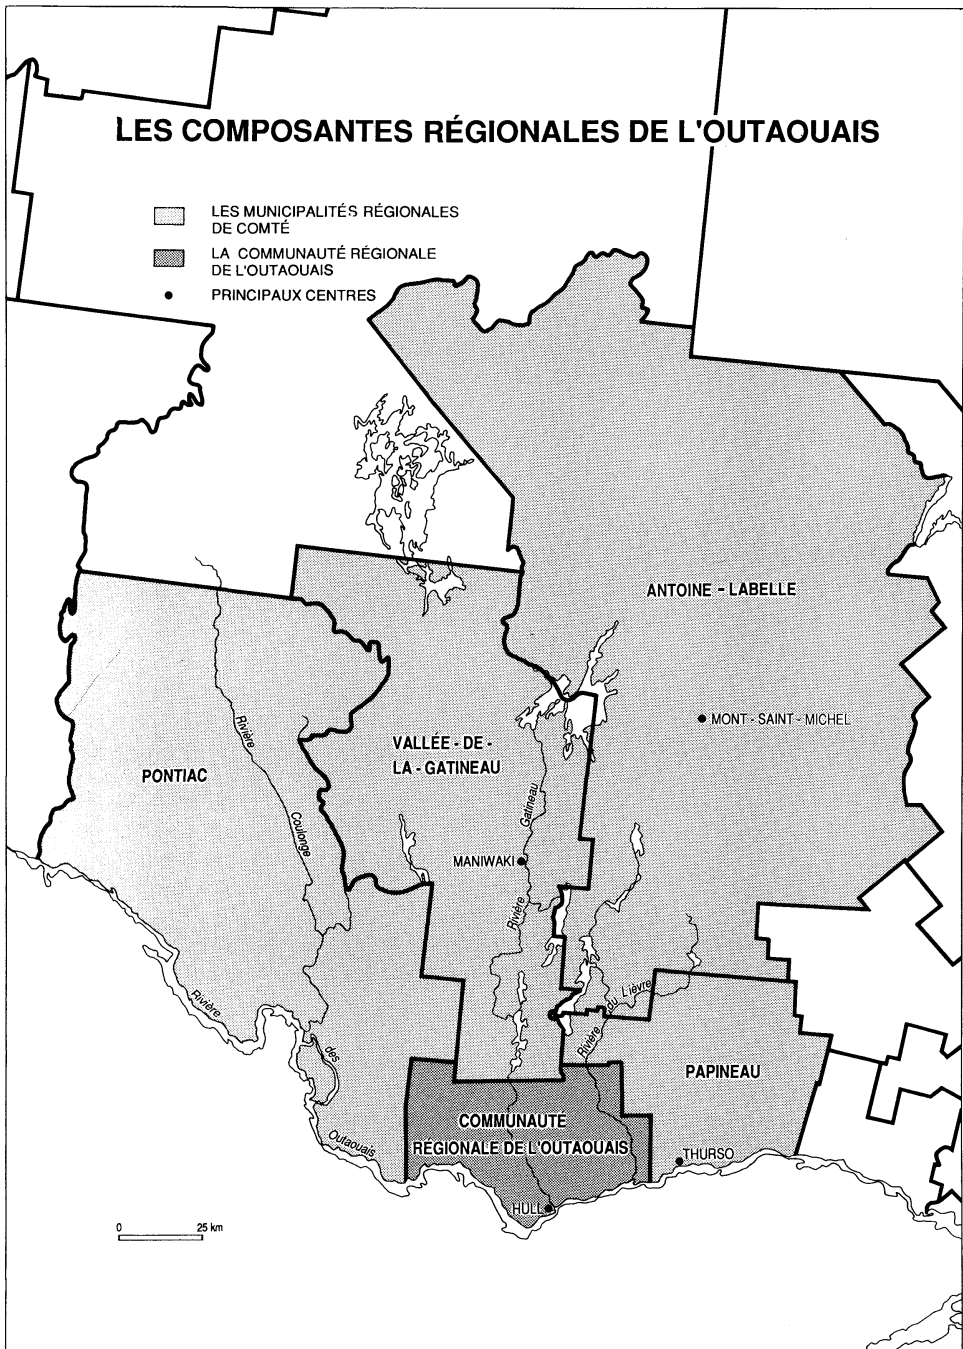 LES COMPOSANTES RÉGIONALES DE L'OUTAOUAIS
LES MUNICIPALITÉS RÉGIONALES
DE COMTÉ
LA COMMUNAUTÉ RÉGIONALE
DE L'OUTAOUAIS
PRINCIPAUX CENTRES
ANTOINE - LABELLE
MONT - SAINT - MICHEL
VALLÉE - DE -
LA - GATINEAU
PONTIAC
Rivière
Coulonge
Gatineau
MANIWAKI
Rivière
Rivière
des
Outaouais
Rivière
du Lièvre
PAPINEAU
COMMUNAUTÉ
RÉGIONALE DE L'OUTAOUAIS
THURSO
HULL
0 25 km